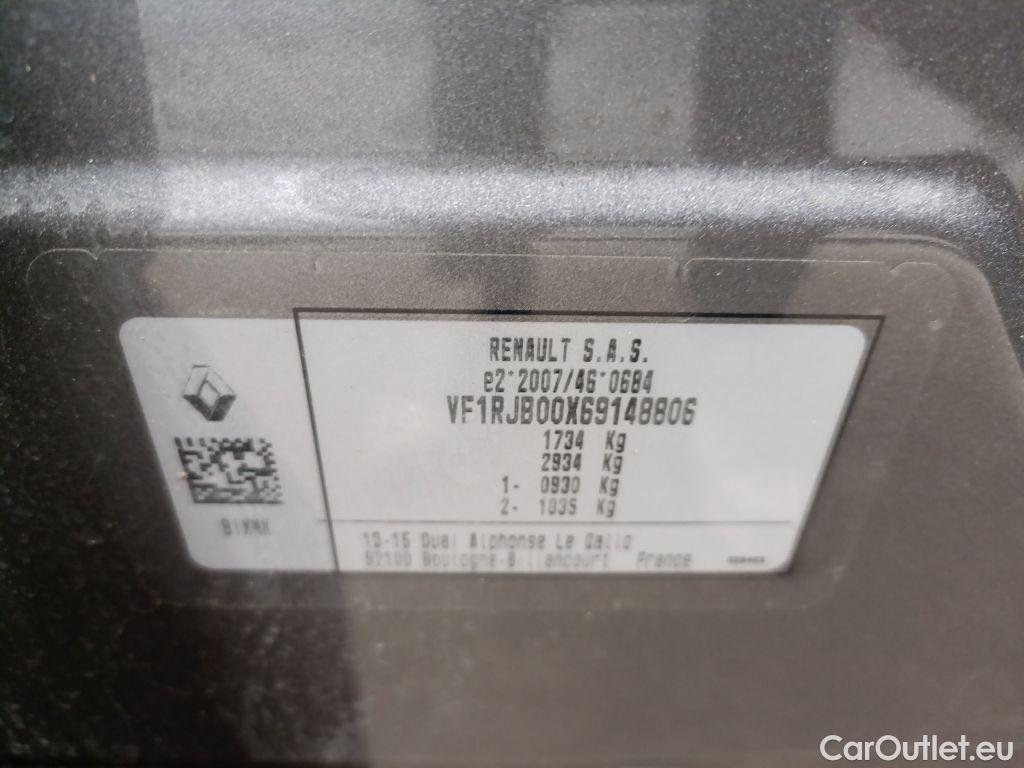 RENAULT S.A.S.
e2*2007/46*0684
VF1RJB00X69148806
1734 Kg
2934 Kg
1- 0930 Kg
2- 1035 Kg
13-15 Quai Alphonse Le Gallo
92100 Boulogne-Billancourt France
CarOutlet.eu